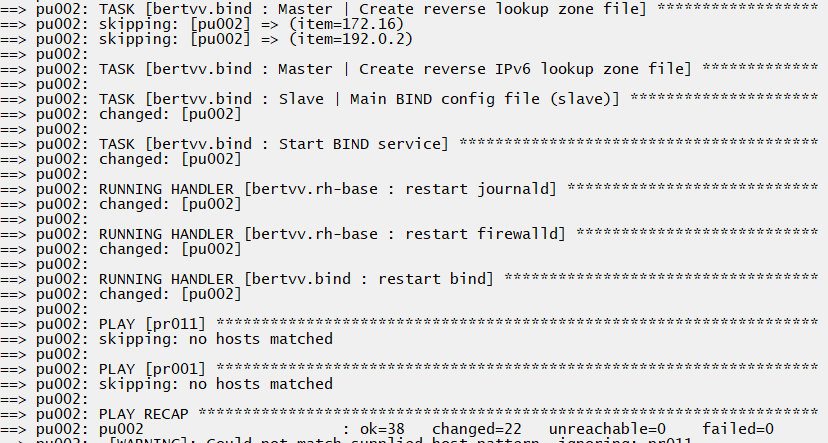 ==> pu002: TASK [bertvv.bind : Master | Create reverse lookup zone file] ******************
==> pu002: skipping: [pu002] => (item=172.16)
==> pu002: skipping: [pu002] => (item=192.0.2)
==> pu002:
==> pu002: TASK [bertvv.bind : Master | Create reverse IPv6 lookup zone file] *************
==> pu002:
==> pu002: TASK [bertvv.bind : Slave | Main BIND config file (slave)] *********************
==> pu002: changed: [pu002]
==> pu002:
==> pu002: TASK [bertvv.bind : Start BIND service] ****************************************
==> pu002: changed: [pu002]
==> pu002:
==> pu002: RUNNING HANDLER [bertvv.rh-base : restart journald] ****************************
==> pu002: changed: [pu002]
==> pu002:
==> pu002: RUNNING HANDLER [bertvv.rh-base : restart firewalld] ***************************
==> pu002: changed: [pu002]
==> pu002:
==> pu002: RUNNING HANDLER [bertvv.bind : restart bind] ***********************************
==> pu002: changed: [pu002]
==> pu002:
==> pu002: PLAY [pr011] *******************************************************************
==> pu002: skipping: no hosts matched
==> pu002:
==> pu002: PLAY [pr001] *******************************************************************
==> pu002: skipping: no hosts matched
==> pu002:
==> pu002: PLAY RECAP *********************************************************************
==> pu002: pu002                      : ok=38   changed=22   unreachable=0    failed=0
==> pu002:  [WARNING]: Could not match supplied host pattern, ignoring: pr011